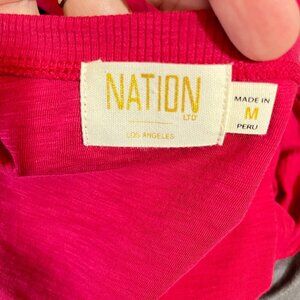 NATION
LTD
LOS ANGELES
MADE IN
M
PERU